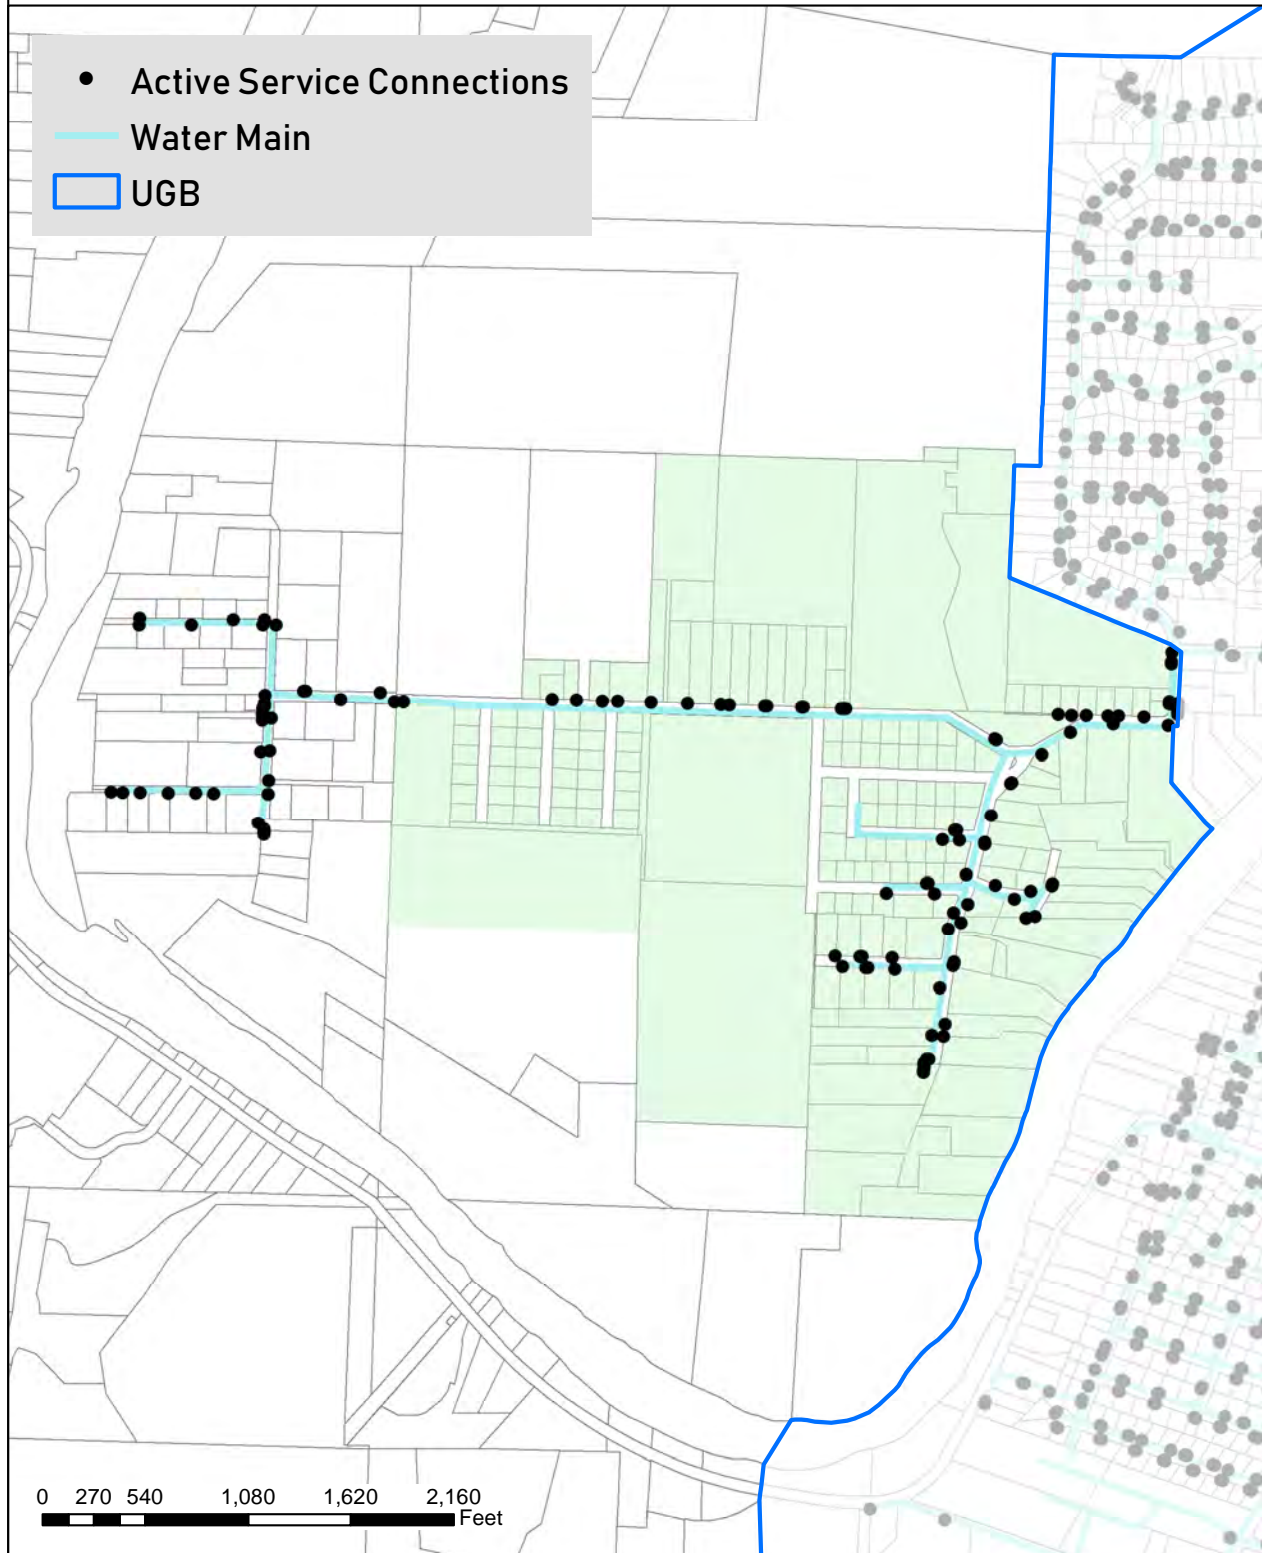 Active Service Connections
Water Main
UGB
0 270 540 1,080 1,620 2,160
Feet